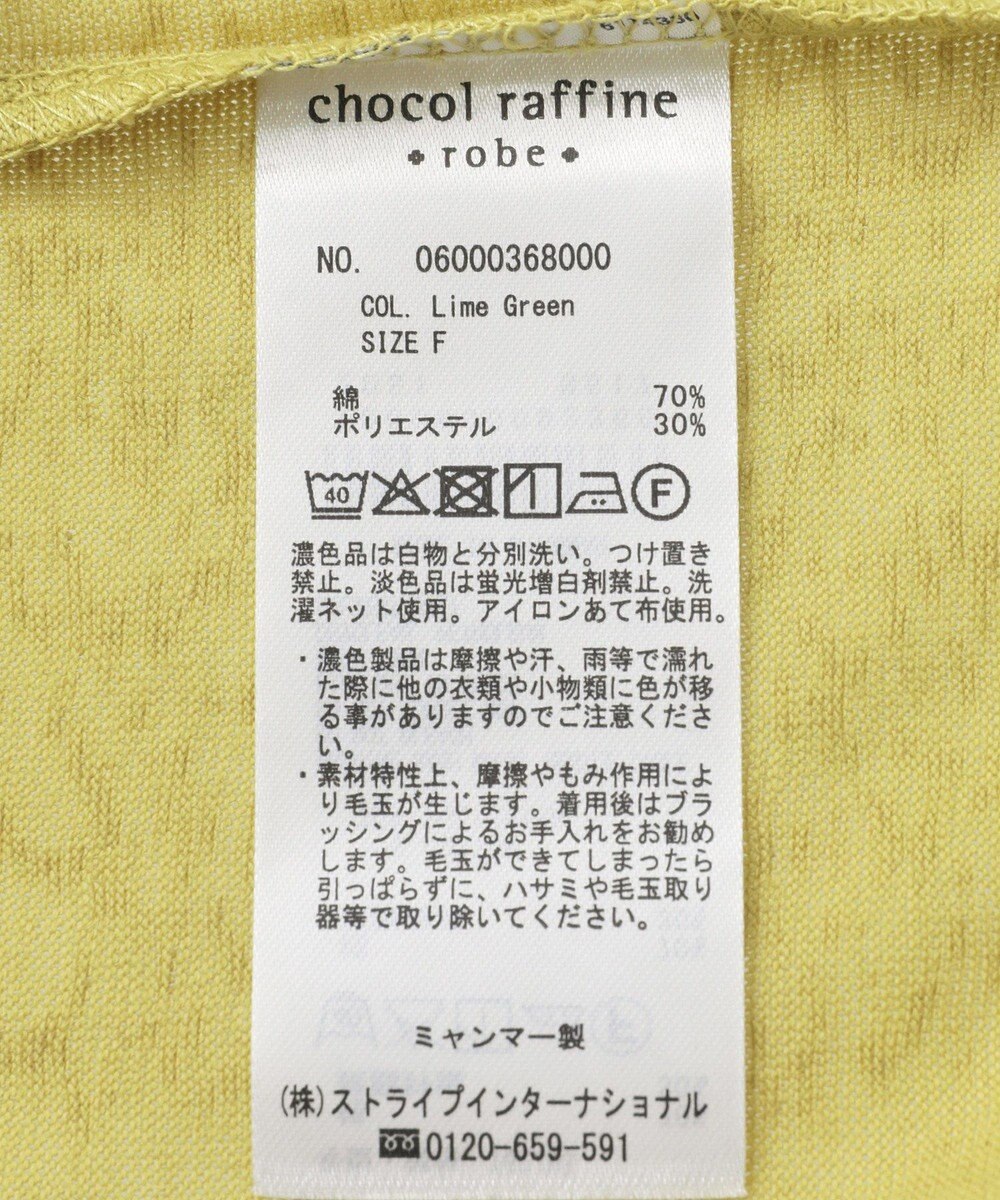 chocol raffine
robe
NO. 06000368000
COL. Lime Green
SIZE F
綿 70%
ポリエステル 30%
40 F
濃色品は白物と分別洗い。つけ置き
禁止。淡色品は蛍光増白剤禁止。洗
濯ネット使用。アイロンあて布使用。
・濃色製品は摩擦や汗、雨等で濡れ
た際に他の衣類や小物類に色が移
る事がありますのでご注意くださ
い。
・素材特性上、摩擦やもみ作用によ
り毛玉が生じます。着用後はブラ
ッシングによるお手入れをお勧め
します。毛玉ができてしまったら
引っぱらずに、ハサミや毛玉取り
器等で取り除いてください。
ミャンマー製
(株)ストライプインターナショナル
0120-659-591